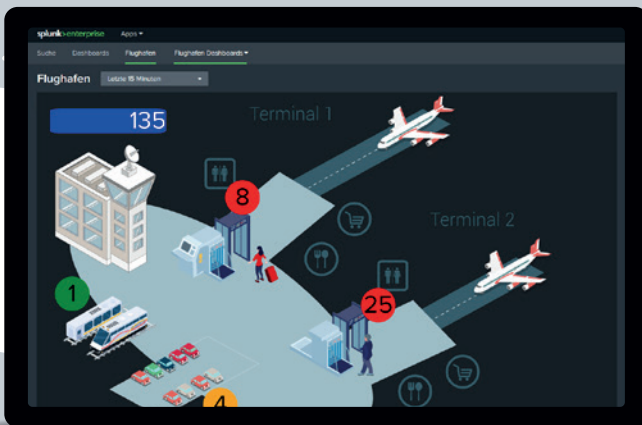 splunk>enterprise Apps
Suche Dashboards Flughafen Flughafen Dashboards
Flughafen Letzte 15 Minuten
135
Terminal 1
8
Terminal 2
1
25
4